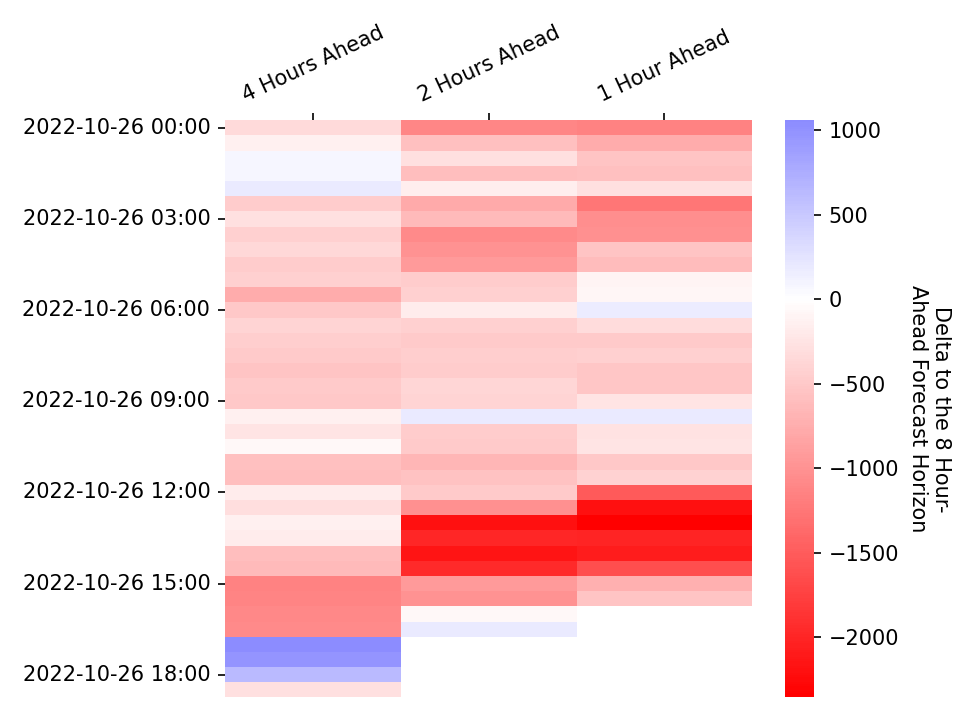 4 Hours Ahead
2 Hours Ahead
1 Hour Ahead
2022-10-26 00:00
2022-10-26 03:00
2022-10-26 06:00
2022-10-26 09:00
2022-10-26 12:00
2022-10-26 15:00
2022-10-26 18:00
1000
500
0
−500
−1000
−1500
−2000
Delta to the 8 Hour-
Ahead Forecast Horizon